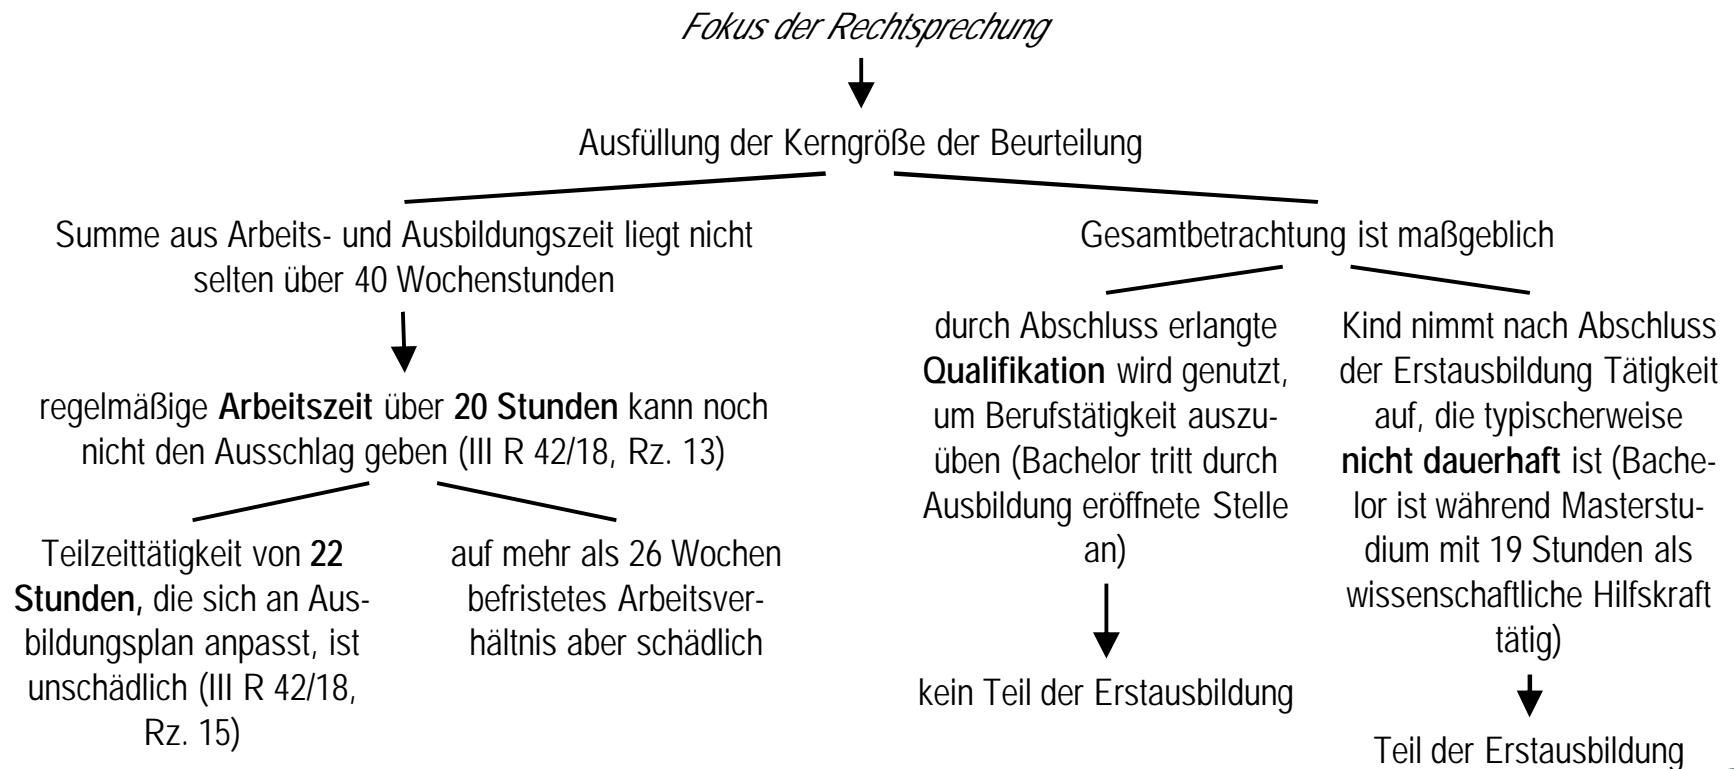 Fokus der Rechtsprechung
Ausfüllung der Kerngröße der Beurteilung
Summe aus Arbeits- und Ausbildungszeit liegt nicht
selten über 40 Wochenstunden
regelmäßige Arbeitszeit über 20 Stunden kann noch
nicht den Ausschlag geben (III R 42/18, Rz. 13)
Teilzeittätigkeit von 22
Stunden, die sich an Aus-
bildungsplan anpasst, ist
unschädlich (III R 42/18,
Rz. 15)
auf mehr als 26 Wochen
befristetes Arbeitsver-
hältnis aber schädlich
Gesamtbetrachtung ist maßgeblich
durch Abschluss erlangte
Qualifikation wird genutzt,
um Berufstätigkeit auszu-
üben (Bachelor tritt durch
Ausbildung eröffnete Stelle
an)
kein Teil der Erstausbildung
Kind nimmt nach Abschluss
der Erstausbildung Tätigkeit
auf, die typischerweise
nicht dauerhaft ist (Bache-
lor ist während Masterstu-
dium mit 19 Stunden als
wissenschaftliche Hilfskraft
tätig)
Teil der Erstausbildung